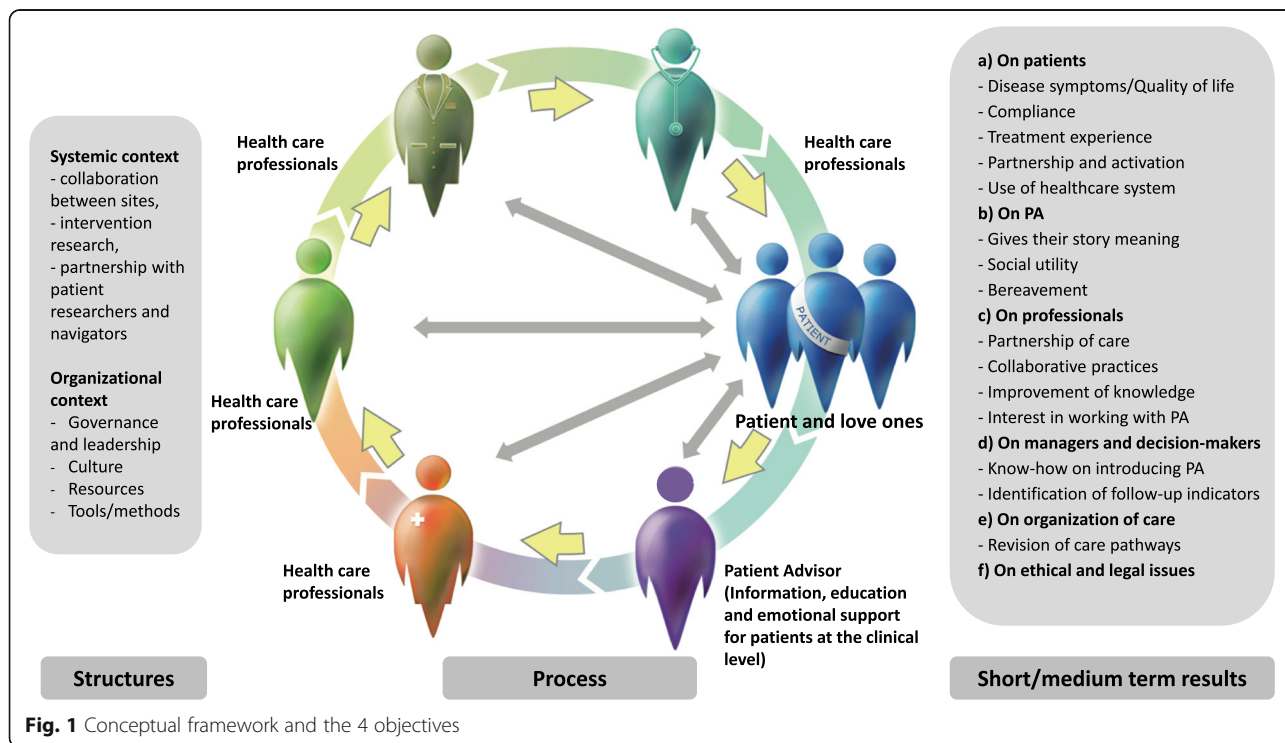 Systemic context
- collaboration
between sites,
- intervention
research,
- partnership with
patient
researchers and
navigators
Organizational
context
- Governance
and leadership
- Culture
- Resources
- Tools/methods
Structures
Health care
professionals
Health care
professionals
Health care
professionals
PATIENT
Patient and love ones
Health care
professionals
Patient Advisor
(Information, education
and emotional support
for patients at the clinical
level)
Process
a) On patients
- Disease symptoms/Quality of life
- Compliance
- Treatment experience
- Partnership and activation
- Use of healthcare system
b) On PA
- Gives their story meaning
- Social utility
- Bereavement
c) On professionals
- Partnership of care
- Collaborative practices
- Improvement of knowledge
- Interest in working with PA
d) On managers and decision-makers
- Know-how on introducing PA
- Identification of follow-up indicators
e) On organization of care
- Revision of care pathways
f) On ethical and legal issues
Short/medium term results
Fig. 1 Conceptual framework and the 4 objectives